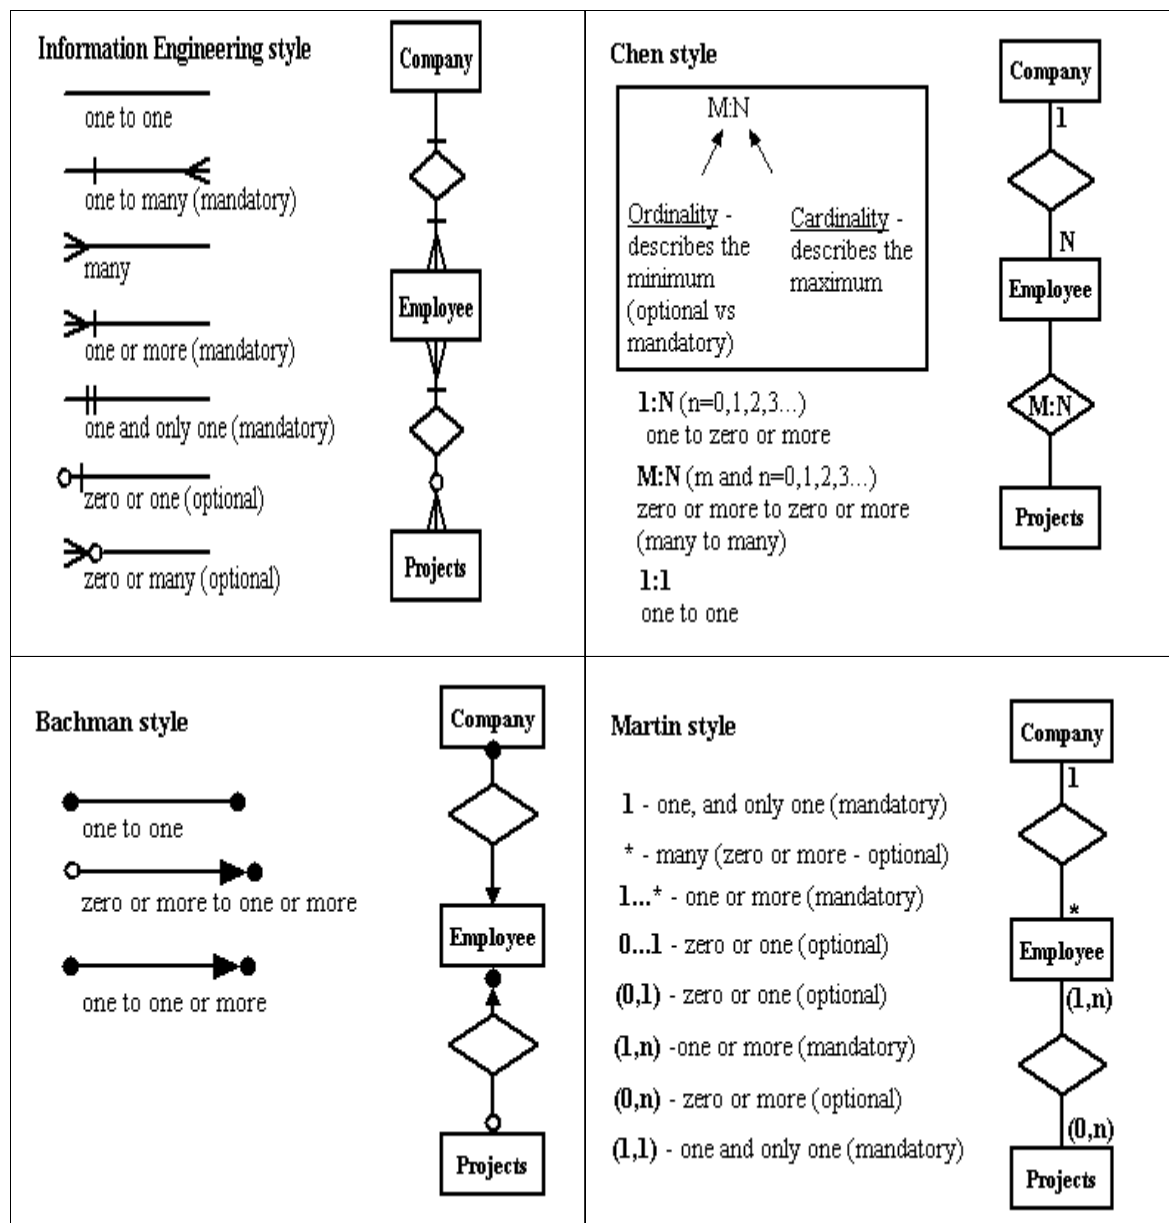 Information Engineering style
one to one
one to many (mandatory)
many
one or more (mandatory)
one and only one (mandatory)
zero or one (optional)
zero or many (optional)
Company
Employee
Projects
Chen style
M:N
Ordinality -
describes the
minimum
(optional vs
mandatory)
Cardinality -
describes the
maximum
1:N (n=0,1,2,3...)
one to zero or more
M:N (m and n=0,1,2,3...)
zero or more to zero or more
(many to many)
1:1
one to one
Company
1
N
Employee
M:N
Projects
Bachman style
one to one
zero or more to one or more
one to one or more
Company
Employee
Projects
Martin style
1 - one, and only one (mandatory)
* - many (zero or more - optional)
1...* - one or more (mandatory)
0...1 - zero or one (optional)
(0,1) - zero or one (optional)
(1,n) -one or more (mandatory)
(0,n) - zero or more (optional)
(1,1) - one and only one (mandatory)
Company
1
*
Employee
(1,n)
(0,n)
Projects